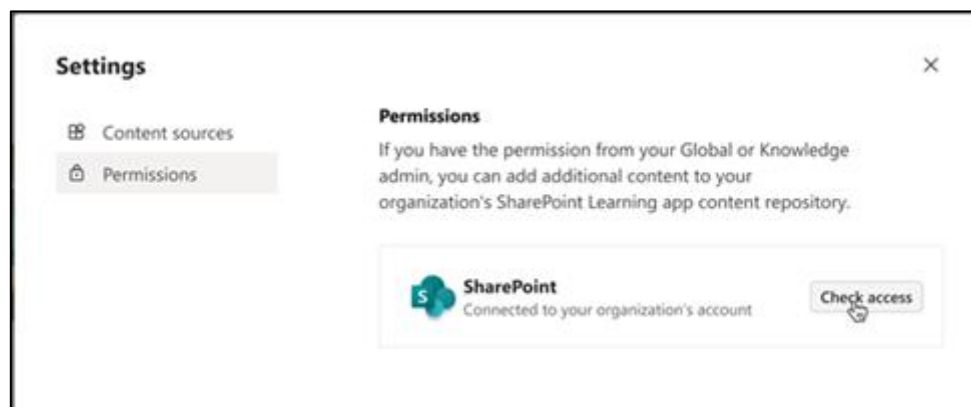 Settings
Content sources
Permissions
Permissions
If you have the permission from your Global or Knowledge
admin, you can add additional content to your
organization's SharePoint Learning app content repository.
S
SharePoint
Connected to your organization's account
Check access